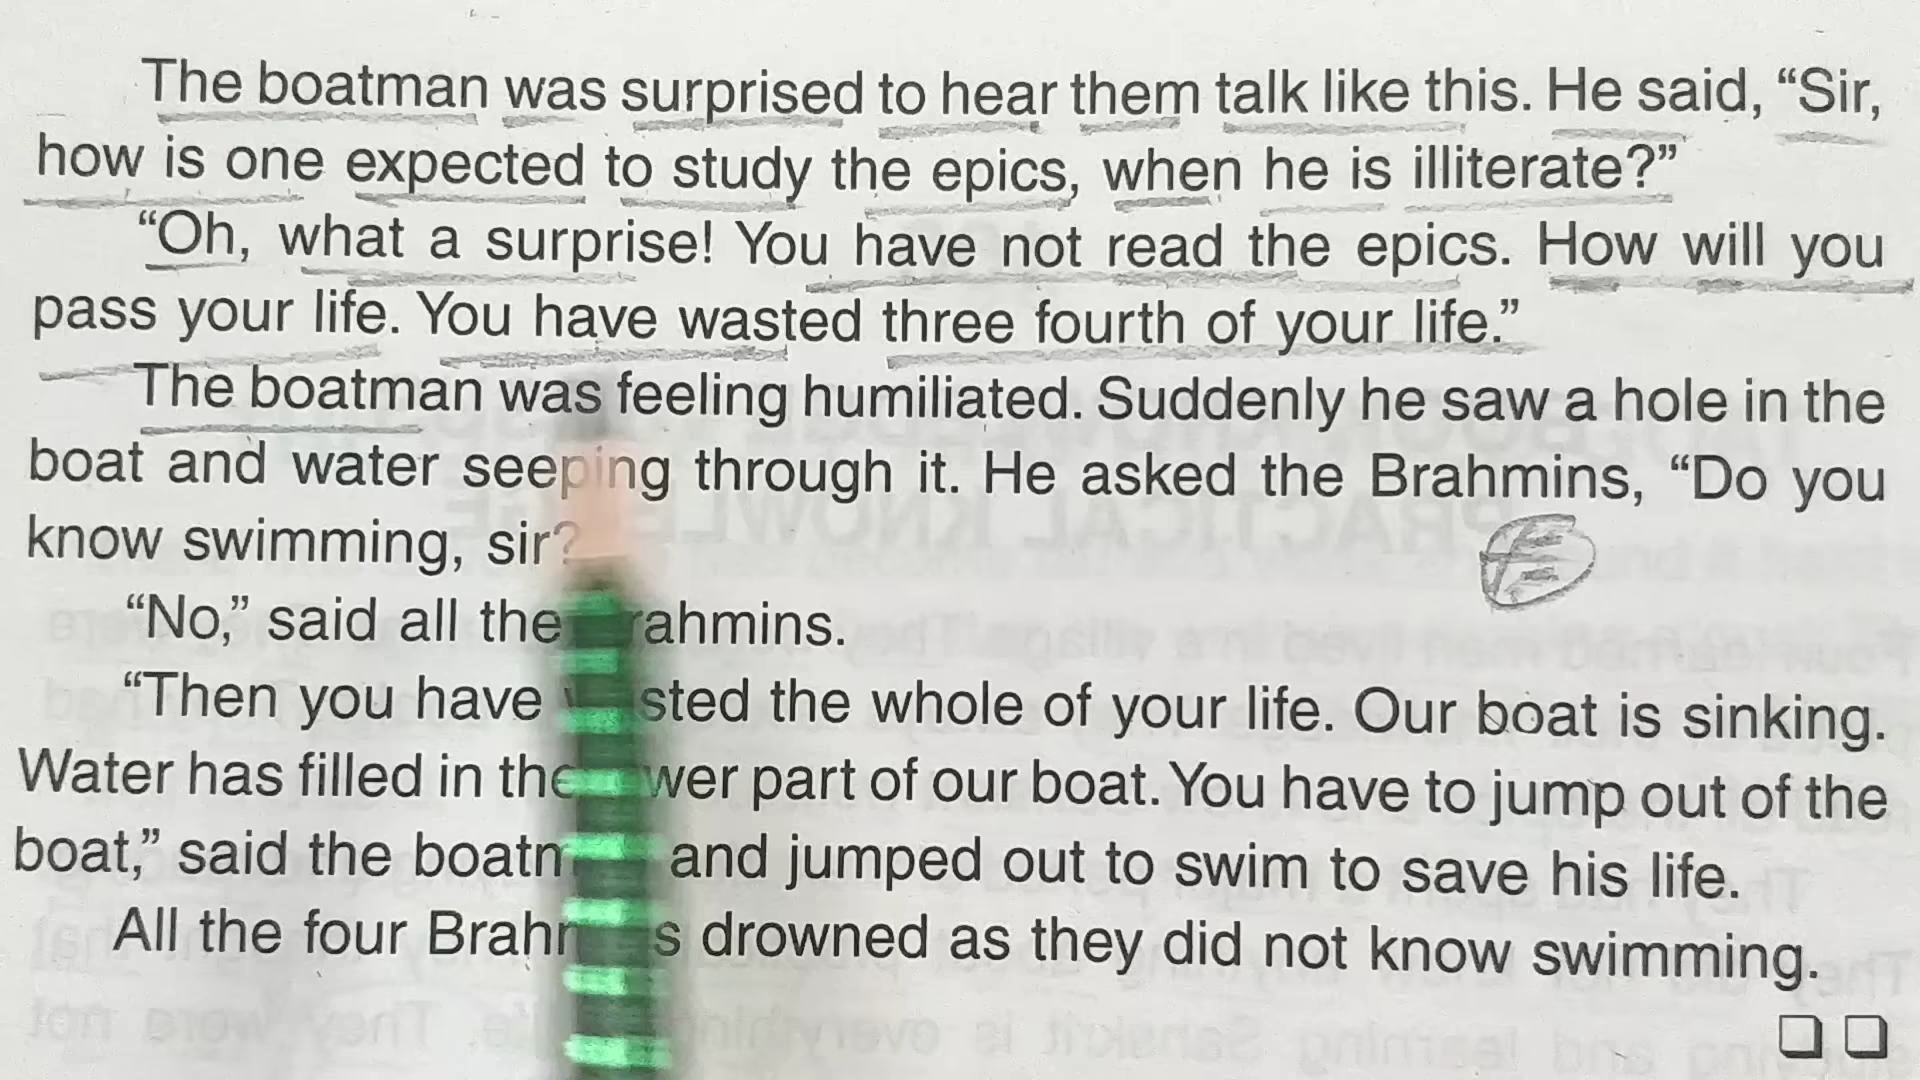 The boatman was surprised to hear them talk like this. He said, “Sir,
how is one expected to study the epics, when he is illiterate?”
“Oh, what a surprise! You have not read the epics. How will you
pass your life. You have wasted three fourth of your life.”
The boatman was feeling humiliated. Suddenly he saw a hole in the
boat and water seeping through it. He asked the Brahmins, “Do you
know swimming, sir?
“No,” said all the
“Then you have the whole of your life. Our boat is sinking.
Water has filled in the part of our boat. You have to jump out of the
boat,” said the and jumped out to swim to save his life.
All the four drowned as they did not know swimming.